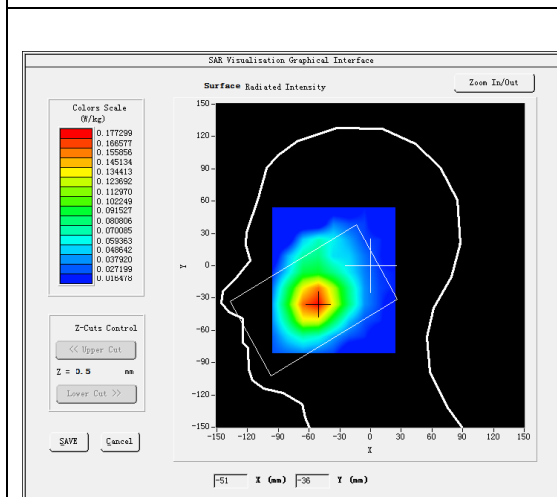 SAR Visualisation Graphical Interface
Surface Radiated Intensity
Zoom In/Out
Colors Scale
(W/kg)
0.177299
0.166577
0.155856
0.145134
0.134413
0.123692
0.112970
0.102249
0.091527
0.080806
0.070085
0.059363
0.048642
0.037920
0.027199
0.016478
150
120
90
60
30
0
-30
-60
-90
-120
-150
Y
-150 -120 -90 -60 -30 0 30 60 90 120 150
X
Z-Cuts Control
<< Upper Cut
Z = 0.5 mm
Lower Cut >>
SAVE Cancel
-51 X (mm) -36 Y (mm)